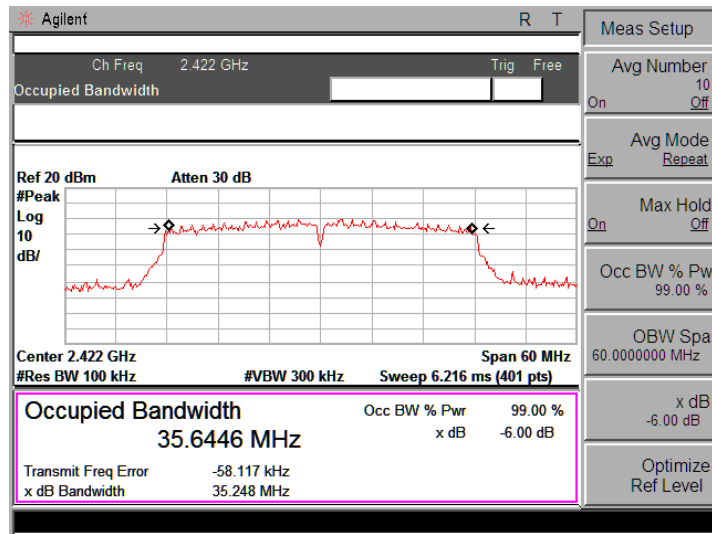 Agilent R T
Ch Freq 2.422 GHz Trig Free
Occupied Bandwidth
Ref 20 dBm Atten 30 dB
#Peak
Log
10
dB/
Center 2.422 GHz Span 60 MHz
#Res BW 100 kHz #VBW 300 kHz Sweep 6.216 ms (401 pts)
Occupied Bandwidth
35.6446 MHz
Occ BW % Pwr 99.00 %
x dB -6.00 dB
Transmit Freq Error -58.117 kHz
x dB Bandwidth 35.248 MHz
Meas Setup
Avg Number
10
On Off
Avg Mode
Exp Repeat
Max Hold
On Off
Occ BW % Pw
99.00 %
OBW Spa
60.0000000 MHz
x dB
-6.00 dB
Optimize
Ref Level